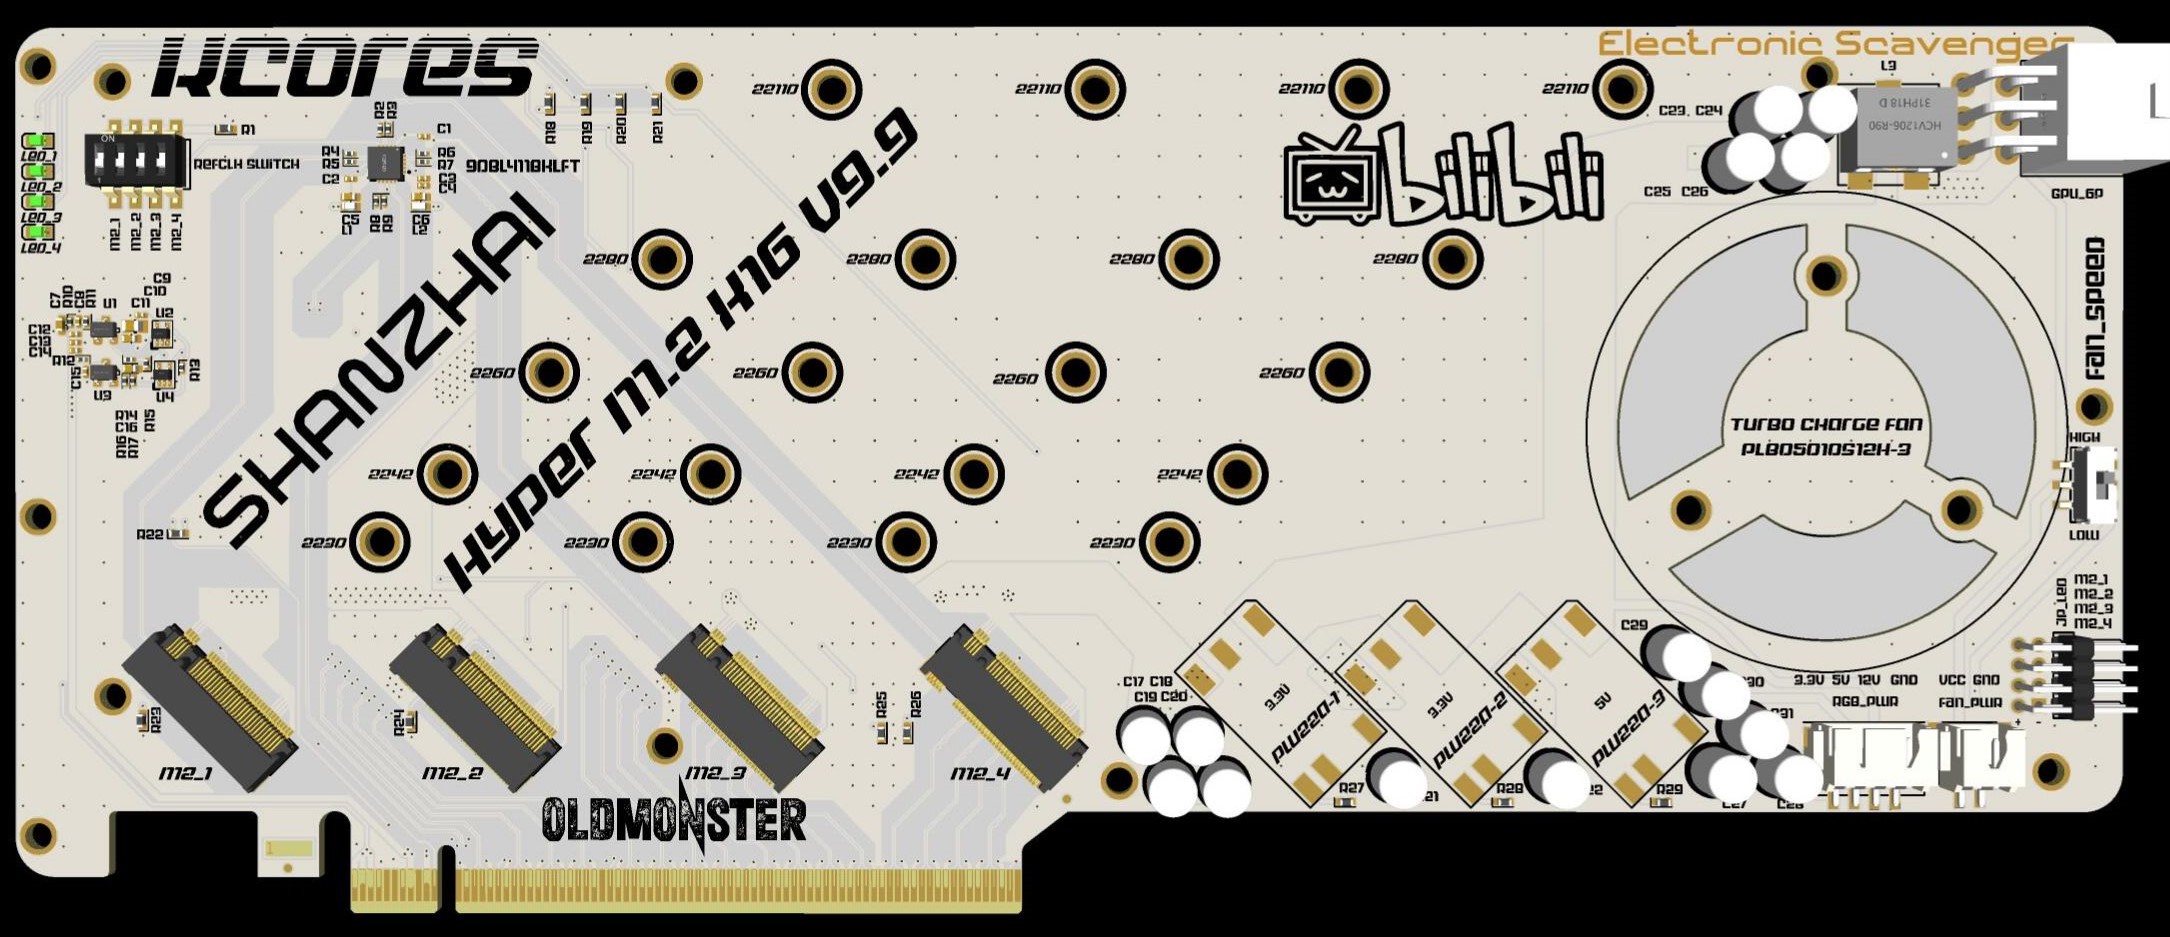 KCORES
Electronic Scavenger
22110
22110
22110
22110
L3
C23, C24
31PH18 D
HCV1206-R90
C25 C26
GPU_6P
bilibili
ON
LED_1
LED_2
LED_3
LED_4
REFCLK SWITCH
M2_1
M2_2
M2_3
M2_4
R1
R2
R3
C1
R4
R5
R6
R7
C2
C3
C5
R8
R9
C6
9DBL411BKLFT
R18
R19
R20
R21
SHANZHAI
Hyper M.2 X16 V9.9
2280
2280
2280
2280
FAN_SPEED
C7
R10
C8
R11
U1
C11
C9
C10
U2
C12
C13
C14
R12
C15
U3
U4
R13
R14
C16
R15
R16
R17
2260
2260
2260
2260
TURBO CHARGE FAN
PLB05010S12H-3
HIGH
LOW
2242
2242
2242
2242
R22
2230
2230
2230
2230
JP_LED
M2_1
M2_2
M2_3
M2_4
C29
C17 C18
C19 C20
3.3V
PW220-1
3.3V
PW220-2
5V
PW220-3
3.3V 5V 12V GND
RGB_PWR
VCC GND
FAN_PWR
R23
R24
R25
R26
M2_1
M2_2
M2_3
M2_4
R27
R28
R29
OLDMONSTER